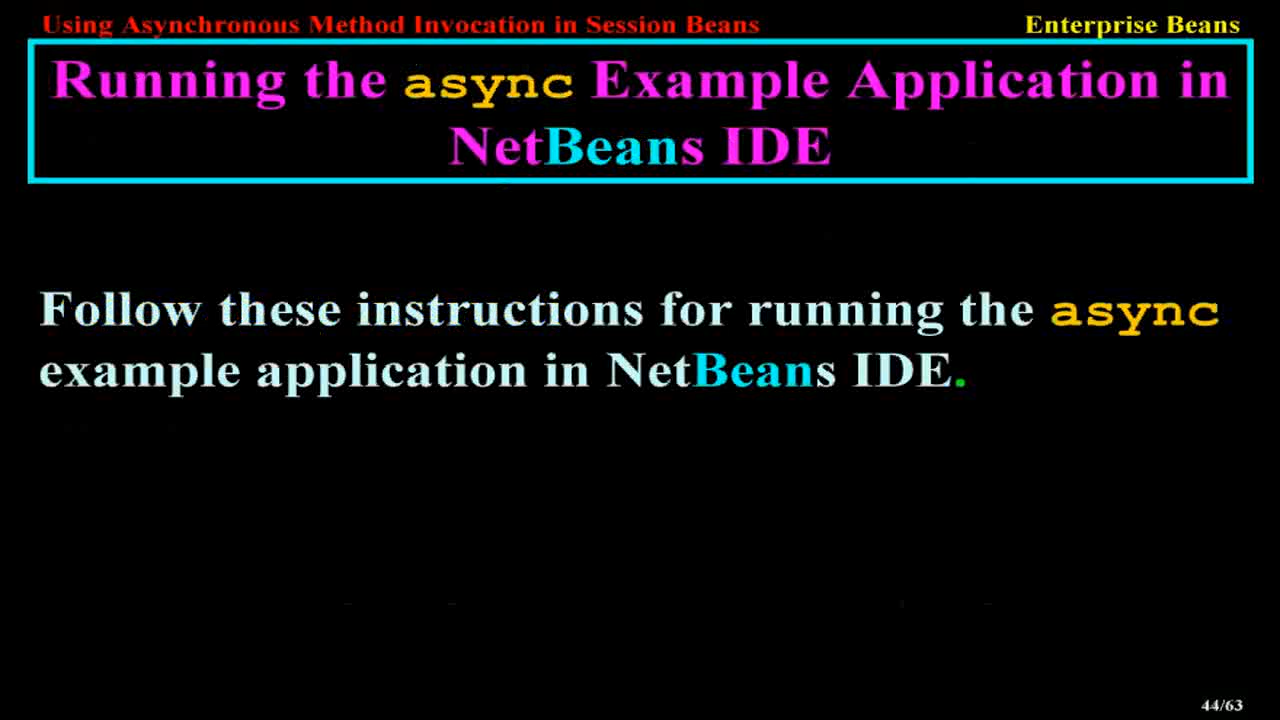 Using Asynchronous Method Invocation in Session Beans
Enterprise Beans
Running the async Example Application in
NetBeans IDE
Follow these instructions for running the async
example application in NetBeans IDE.
44/63